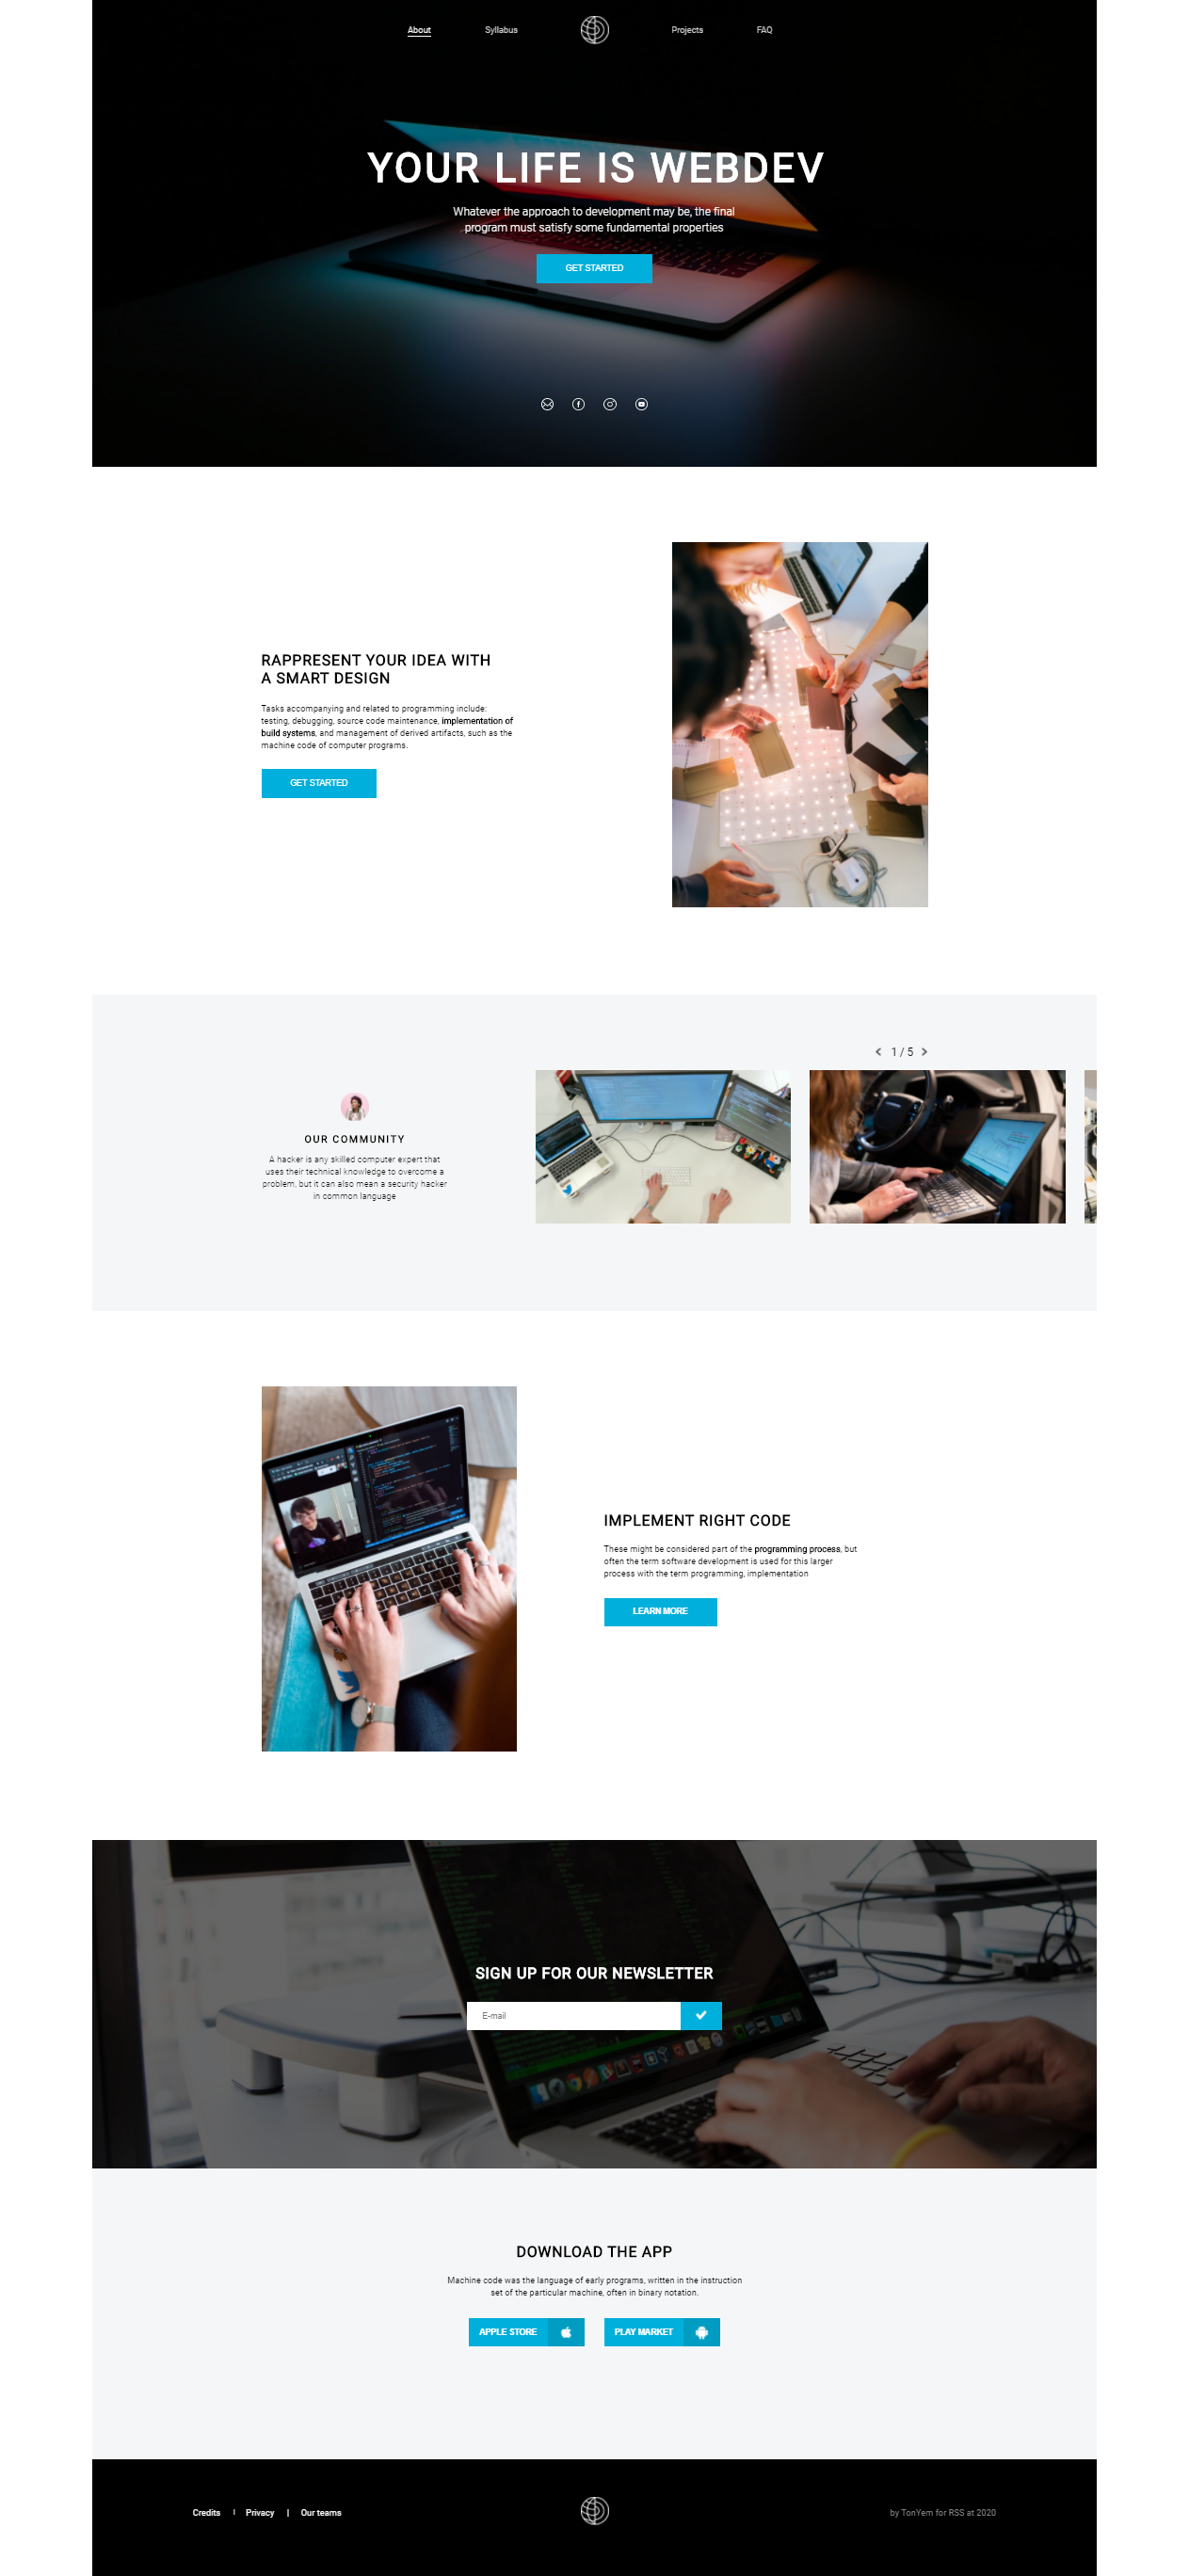 About
Syllabus
Projects
FAQ
YOUR LIFE IS WEBDEV
Whatever the approach to development may be, the final
program must satisfy some fundamental properties
GET STARTED
RAPPRESENT YOUR IDEA WITH
A SMART DESIGN
Tasks accompanying and related to programming include:
testing, debugging, source code maintenance, implementation of
build systems, and management of derived artifacts, such as the
machine code of computer programs.
GET STARTED
1 / 5
OUR COMMUNITY
A hacker is any skilled computer expert that
uses their technical knowledge to overcome a
problem, but it can also mean a security hacker
in common language
IMPLEMENT RIGHT CODE
These might be considered part of the programming process, but
often the term software development is used for this larger
process with the term programming, implementation
LEARN MORE
SIGN UP FOR OUR NEWSLETTER
E-mail
DOWNLOAD THE APP
Machine code was the language of early programs, written in the instruction
set of the particular machine, often in binary notation.
APPLE STORE
PLAY MARKET
Credits | Privacy | Our teams
by TonYem for RSS at 2020